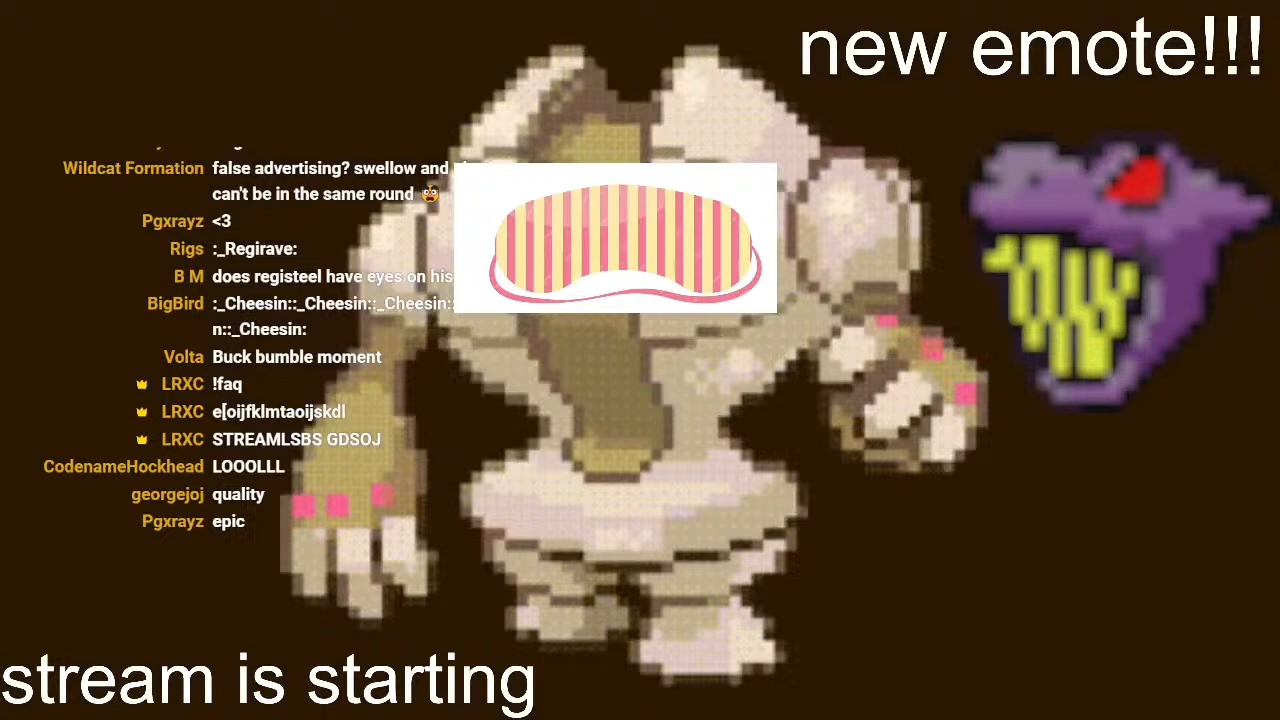 new emote!!!
Wildcat Formation false advertising? swellow and
can't be in the same round
Pgxrayz <3
Rigs :_Regirave:
B M does registeel have eyes on his
BigBird :_Cheesin::_Cheesin::_Cheesin:
n::_Cheesin:
Volta Buck bumble moment
LRXC !faq
LRXC e[oijfklmtaoijskdl
LRXC STREAMLSBS GDSOJ
CodenameHockhead LOOOLLL
georgejoj quality
Pgxrayz epic
stream is starting